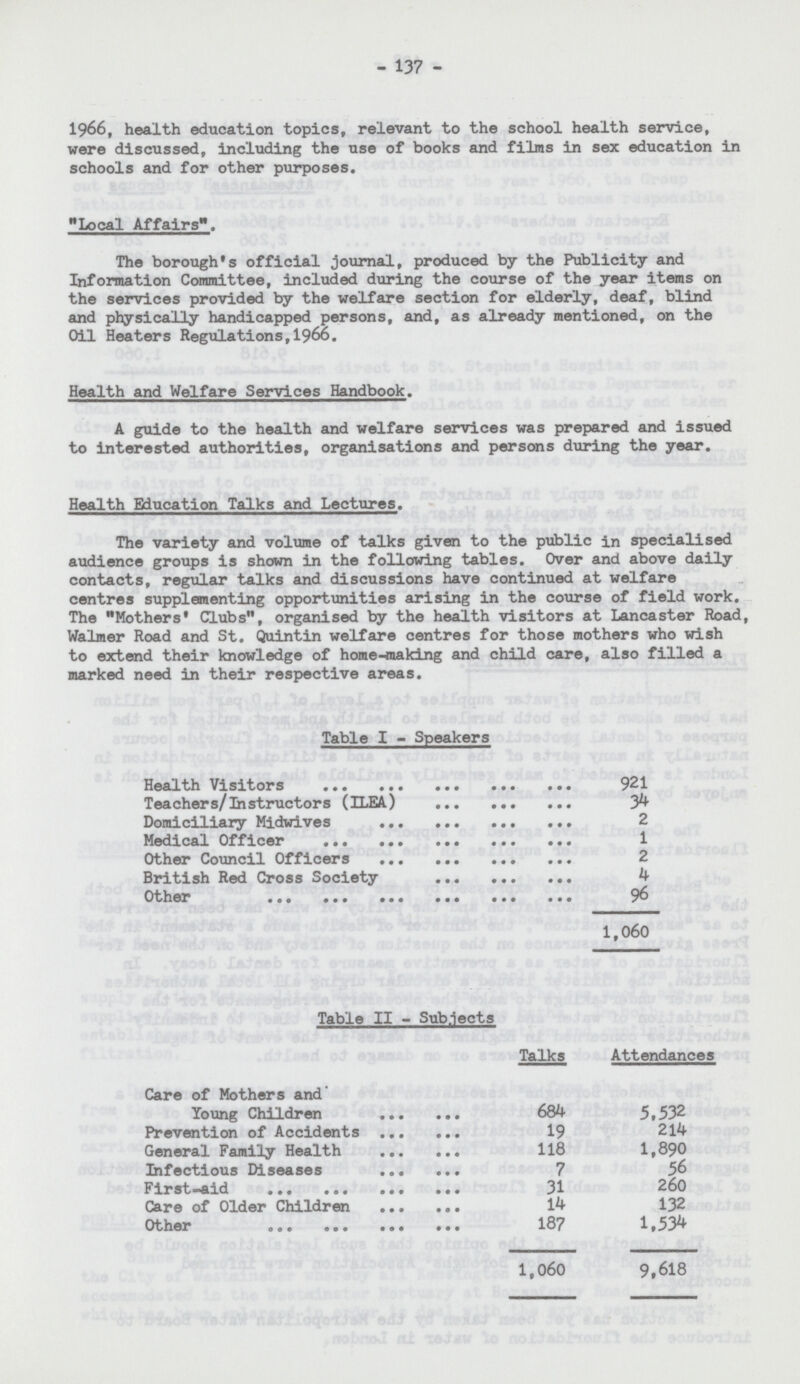 - 137 -
1966, health education topics, relevant to the school health service,
were discussed, including the use of books and films in sex education in
schools and for other purposes.
"Local Affairs".
The borough's official journal, produced by the Publicity and
Information Committee, included during the course of the year items on
the services provided by the welfare section for elderly, deaf, blind
and physically handicapped persons, and, as already mentioned, on the
Oil Heaters Regulations,1966.
Health and Welfare Services Handbook.
A guide to the health and welfare services was prepared and issued
to interested authorities, organisations and persons during the year.
Health Education Talks and Lectures.
The variety and volume of talks given to the public in specialised
audience groups is shown in the following tables. Over and above daily
contacts, regular talks and discussions have continued at welfare
centres supplementing opportunities arising in the course of field work.
The "Mothers' Clubs", organised by the health visitors at Lancaster Road,
Walmer Road and St. Quintin welfare centres for those mothers who wish
to extend their knowledge of home-making and child care, also filled a
marked need in their respective areas.
Table I - Speakers
Health Visitors ... ... ... ... ... 921
Teachers/Instructors (ILEA) ... ... ... 34
Domiciliary Midwives ... ... ... ... 2
Medical Officer ... ... ... ... ... 1
Other Council Officers ... ... ... ... 2
British Red Cross Society ... ... ... 4
Other ... ... ... ... ... ... 96
1,060
Table II - Subjects
Talks Attendances
Care of Mothers and
Young Children ... ... 684 5,532
Prevention of Accidents ... ... 19 214
General Family Health ... ... 118 1,890
Infectious Diseases ... ... 7 56
First-aid ... ... ... ... 31 260
Care of Older Children ... ... 14 132
Other ... ... ... ... 187 1,534
1,060 9,618